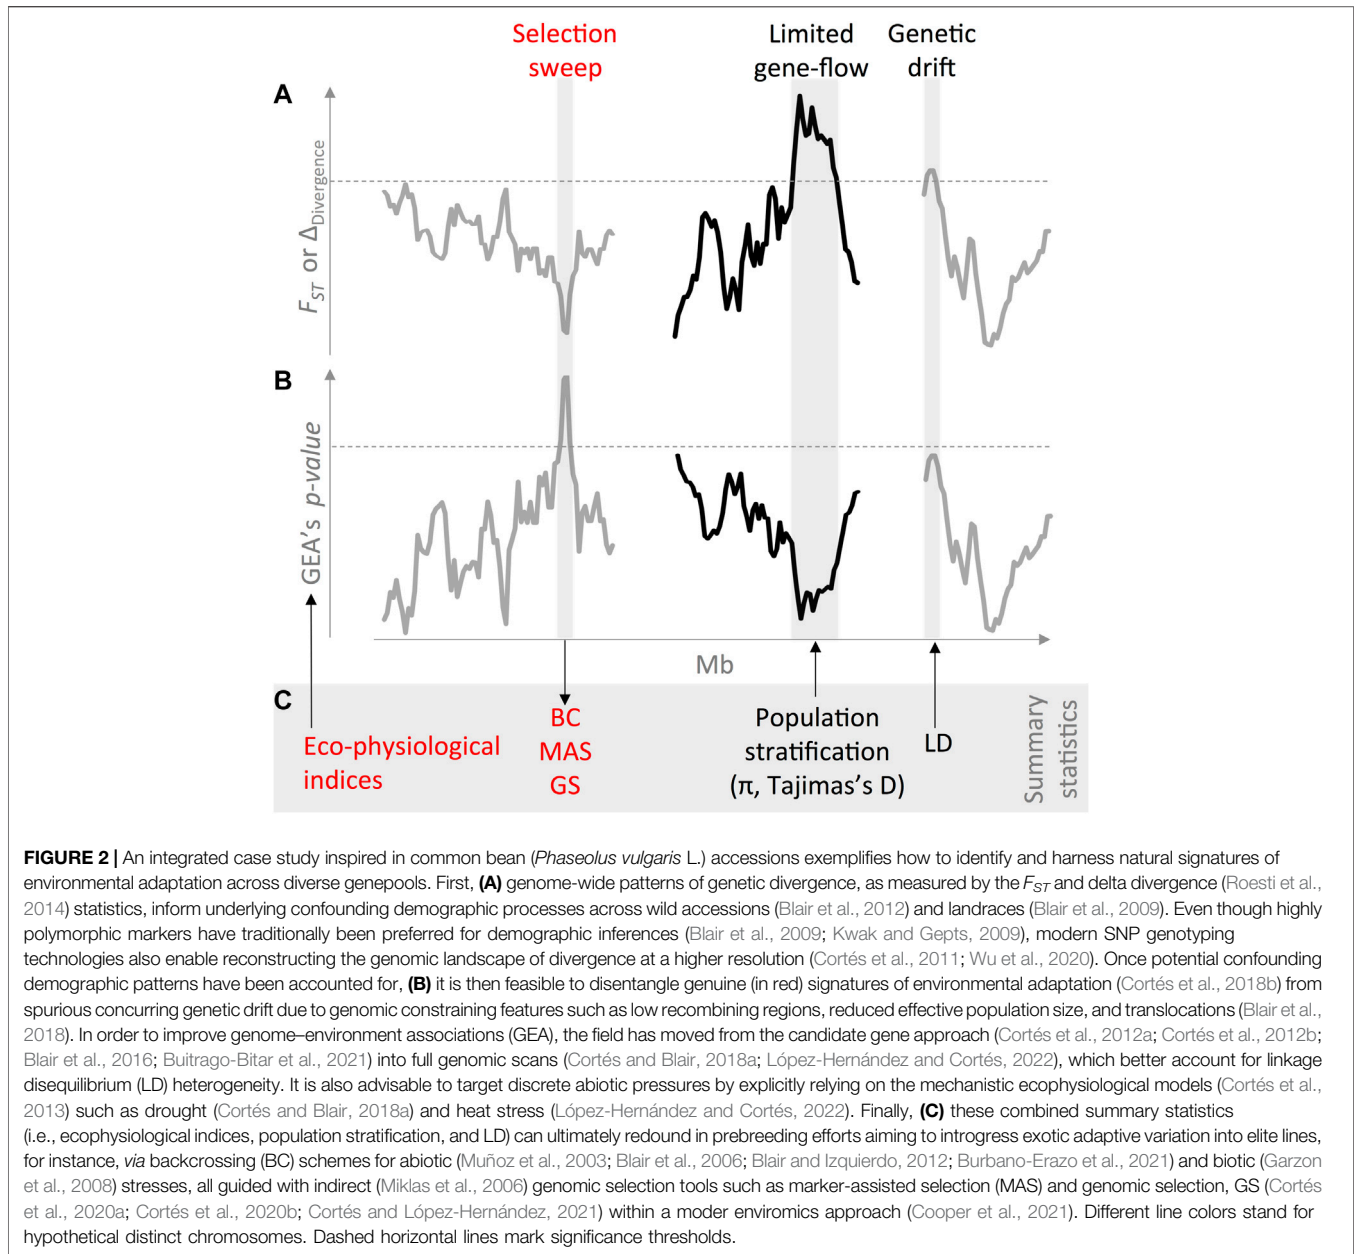 Selection
sweep
Limited
gene-flow
Genetic
drift
A
F_ST or Δ_Divergence
B
GEA's p-value
Mb
C
Eco-physiological
indices
BC
MAS
GS
Population
stratification
(π, Tajimas's D)
LD
Summary
statistics
FIGURE 2 | An integrated case study inspired in common bean (Phaseolus vulgaris L.) accessions exemplifies how to identify and harness natural signatures of
environmental adaptation across diverse genepools. First, (A) genome-wide patterns of genetic divergence, as measured by the F_ST and delta divergence (Roesti et al.,
2014) statistics, inform underlying confounding demographic processes across wild accessions (Blair et al., 2012) and landraces (Blair et al., 2009). Even though highly
polymorphic markers have traditionally been preferred for demographic inferences (Blair et al., 2009; Kwak and Gepts, 2009), modern SNP genotyping
technologies also enable reconstructing the genomic landscape of divergence at a higher resolution (Cortés et al., 2011; Wu et al., 2020). Once potential confounding
demographic patterns have been accounted for, (B) it is then feasible to disentangle genuine (in red) signatures of environmental adaptation (Cortés et al., 2018b) from
spurious concurring genetic drift due to genomic constraining features such as low recombining regions, reduced effective population size, and translocations (Blair et al.,
2018). In order to improve genome–environment associations (GEA), the field has moved from the candidate gene approach (Cortés et al., 2012a; Cortés et al., 2012b;
Blair et al., 2016; Buitrago-Bitar et al., 2021) into full genomic scans (Cortés and Blair, 2018a; López-Hernández and Cortés, 2022), which better account for linkage
disequilibrium (LD) heterogeneity. It is also advisable to target discrete abiotic pressures by explicitly relying on the mechanistic ecophysiological models (Cortés et al.,
2013) such as drought (Cortés and Blair, 2018a) and heat stress (López-Hernández and Cortés, 2022). Finally, (C) these combined summary statistics
(i.e., ecophysiological indices, population stratification, and LD) can ultimately redound in prebreeding efforts aiming to introgress exotic adaptive variation into elite lines,
for instance, via backcrossing (BC) schemes for abiotic (Muñoz et al., 2003; Blair et al., 2006; Blair and Izquierdo, 2012; Burbano-Erazo et al., 2021) and biotic (Garzon
et al., 2008) stresses, all guided with indirect (Miklas et al., 2006) genomic selection tools such as marker-assisted selection (MAS) and genomic selection, GS (Cortés
et al., 2020a; Cortés et al., 2020b; Cortés and López-Hernández, 2021) within a moder enviromics approach (Cooper et al., 2021). Different line colors stand for
hypothetical distinct chromosomes. Dashed horizontal lines mark significance thresholds.